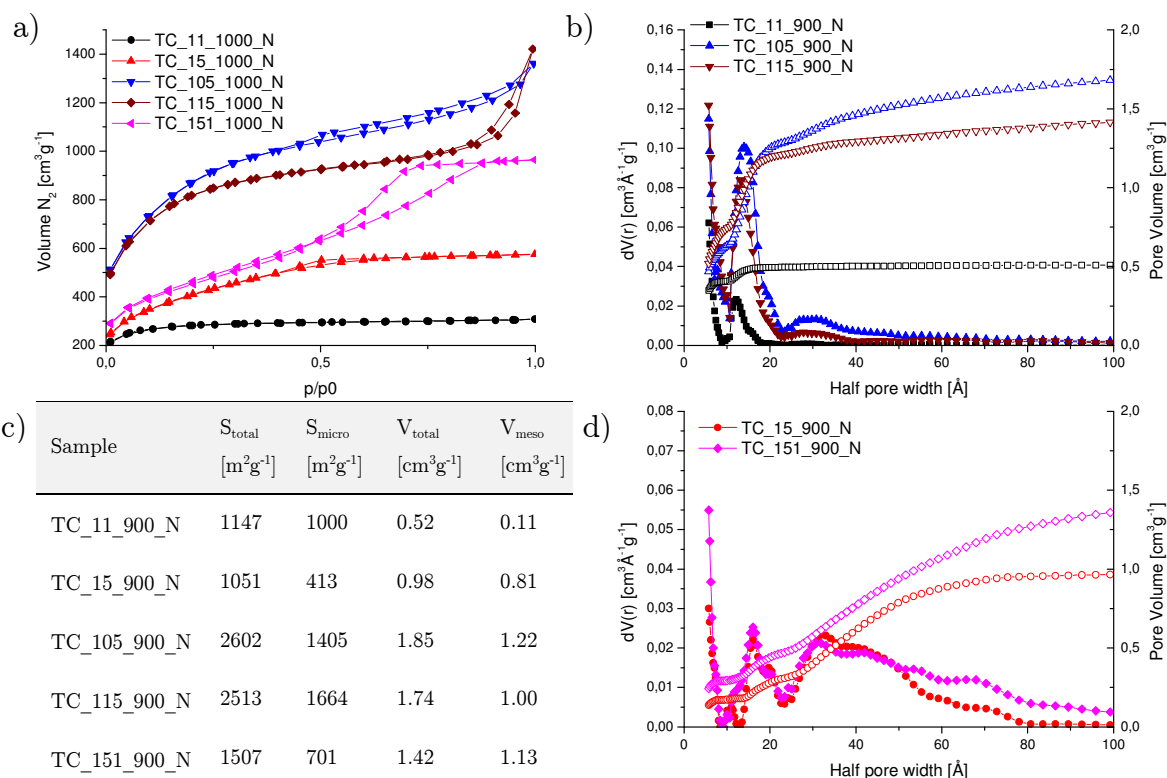 a)
TC_11_1000_N
TC_15_1000_N
TC_105_1000_N
TC_115_1000_N
TC_151_1000_N
Volume N2 [cm³g⁻¹]
1400
1200
1000
800
600
400
200
0,0
0,5
1,0
p/p0
b)
TC_11_900_N
TC_105_900_N
TC_115_900_N
dV(r) [cm³Å⁻¹g⁻¹]
0,16
0,14
0,12
0,10
0,08
0,06
0,04
0,02
0,00
0 20 40 60 80 100
Half pore width [Å]
2,0
1,5
1,0
0,5
0,0
Pore Volume [cm³g⁻¹]
c)
Sample S_total [m²g⁻¹] S_micro [m²g⁻¹] V_total [cm³g⁻¹] V_meso [cm³g⁻¹]
TC_11_900_N 1147 1000 0.52 0.11
TC_15_900_N 1051 413 0.98 0.81
TC_105_900_N 2602 1405 1.85 1.22
TC_115_900_N 2513 1664 1.74 1.00
TC_151_900_N 1507 701 1.42 1.13
d)
TC_15_900_N
TC_151_900_N
dV(r) [cm³Å⁻¹g⁻¹]
0,08
0,07
0,06
0,05
0,04
0,03
0,02
0,01
0,00
0 20 40 60 80 100
Half pore width [Å]
2,0
1,5
1,0
0,5
0,0
Pore Volume [cm³g⁻¹]